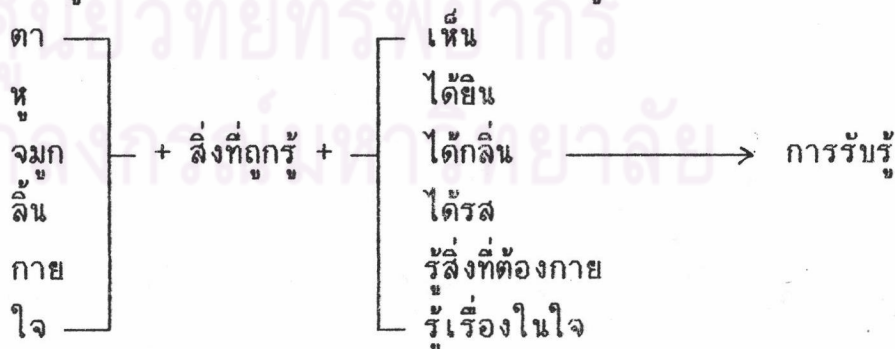 ตา เห็น
หู ได้ยิน
จมูก + สิ่งที่ถูกรู้ + ได้กลิ่น การรับรู้
ลิ้น ได้รส
กาย รู้สิ่งที่ต้องกาย
ใจ รู้เรื่องในใจ